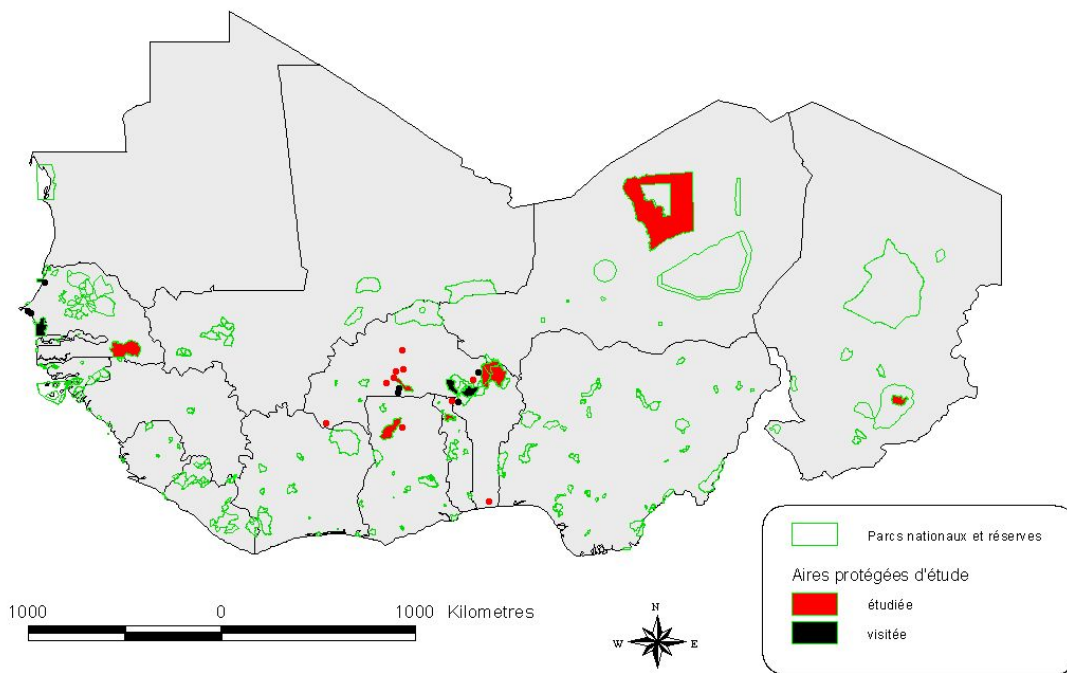 Parcs nationaux et réserves
Aires protégées d'étude
étudiée
visitée
1000 0 1000 Kilometres
N
W E
S